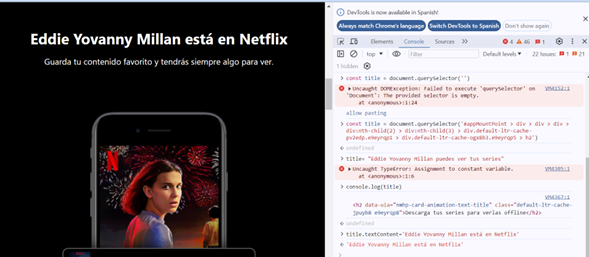 Eddie Yovanny Millan está en Netflix
Guarda tu contenido favorito y tendrás siempre algo para ver.
N
DevTools is now available in Spanish!
Always match Chrome's language
Switch DevTools to Spanish
Don't show again
Elements
Console
Sources
4
46
1
top
Filter
Default levels
22 Issues:
1
21
1 hidden
const title = document.querySelector('')
Uncaught DOMException: Failed to execute 'querySelector' on
VM4152:1
'Document': The provided selector is empty.
at <anonymous>:1:24
allow pasting
const title = document.querySelector('#appMountPoint > div > div > div >
div:nth-child(2) > div:nth-child(3) > div.default-ltr-cache-
pv2edp.e9eyrqp1 > div.default-ltr-cache-ogx8b3.e9eyrqp5 > h2')
undefined
title= "Eddie Yovanny Millan puedes ver tus series"
Uncaught TypeError: Assignment to constant variable.
at <anonymous>:1:6
console.log(title)
<h2 data-uia="nmhp-card-animation-text-title" class="default-ltr-cache-
e9eyrqp8">Descarga tus series para verlas offline</h2>
undefined
title.textContent='Eddie Yovanny Millan está en Netflix'
'Eddie Yovanny Millan está en Netflix'